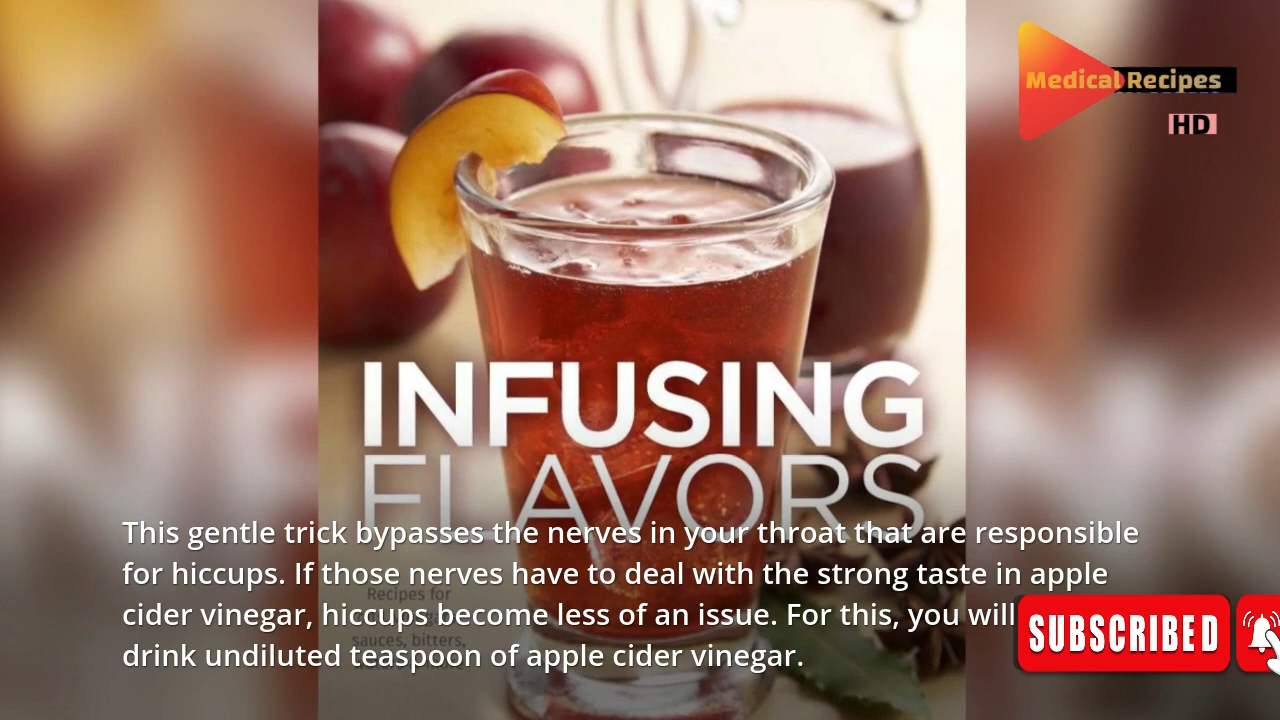 Medical Recipes
HD
INFUSING
FLAVORS
This gentle trick bypasses the nerves in your throat that are responsible
for hiccups. If those nerves have to deal with the strong taste in apple
cider vinegar, hiccups become less of an issue. For this, you will
drink undiluted teaspoon of apple cider vinegar.
Recipes for
sauces, bitters,
SUBSCRIBED